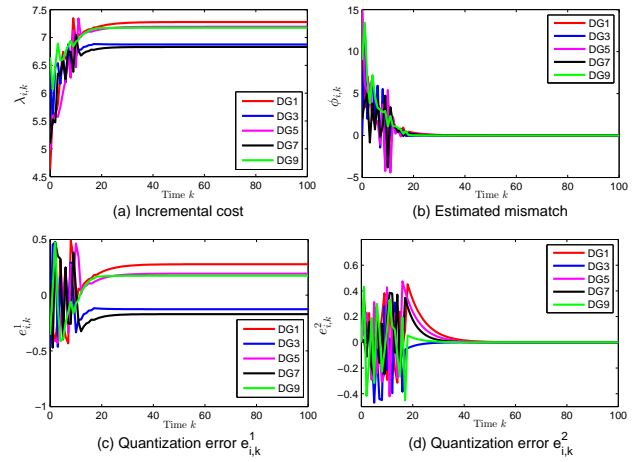 7.5
7
6.5
6
5.5
5
4.5
λi,k
0 20 40 60 80 100
Time k
DG1
DG3
DG5
DG7
DG9
(a) Incremental cost
15
10
5
0
−5
ϕi,k
0 20 40 60 80 100
Time k
DG1
DG3
DG5
DG7
DG9
(b) Estimated mismatch
0.5
0
−0.5
−1
e¹i,k
0 20 40 60 80 100
Time k
DG1
DG3
DG5
DG7
DG9
(c) Quantization error e¹i,k
0.6
0.4
0.2
0
−0.2
−0.4
e²i,k
0 20 40 60 80 100
Time k
DG1
DG3
DG5
DG7
DG9
(d) Quantization error e²i,k